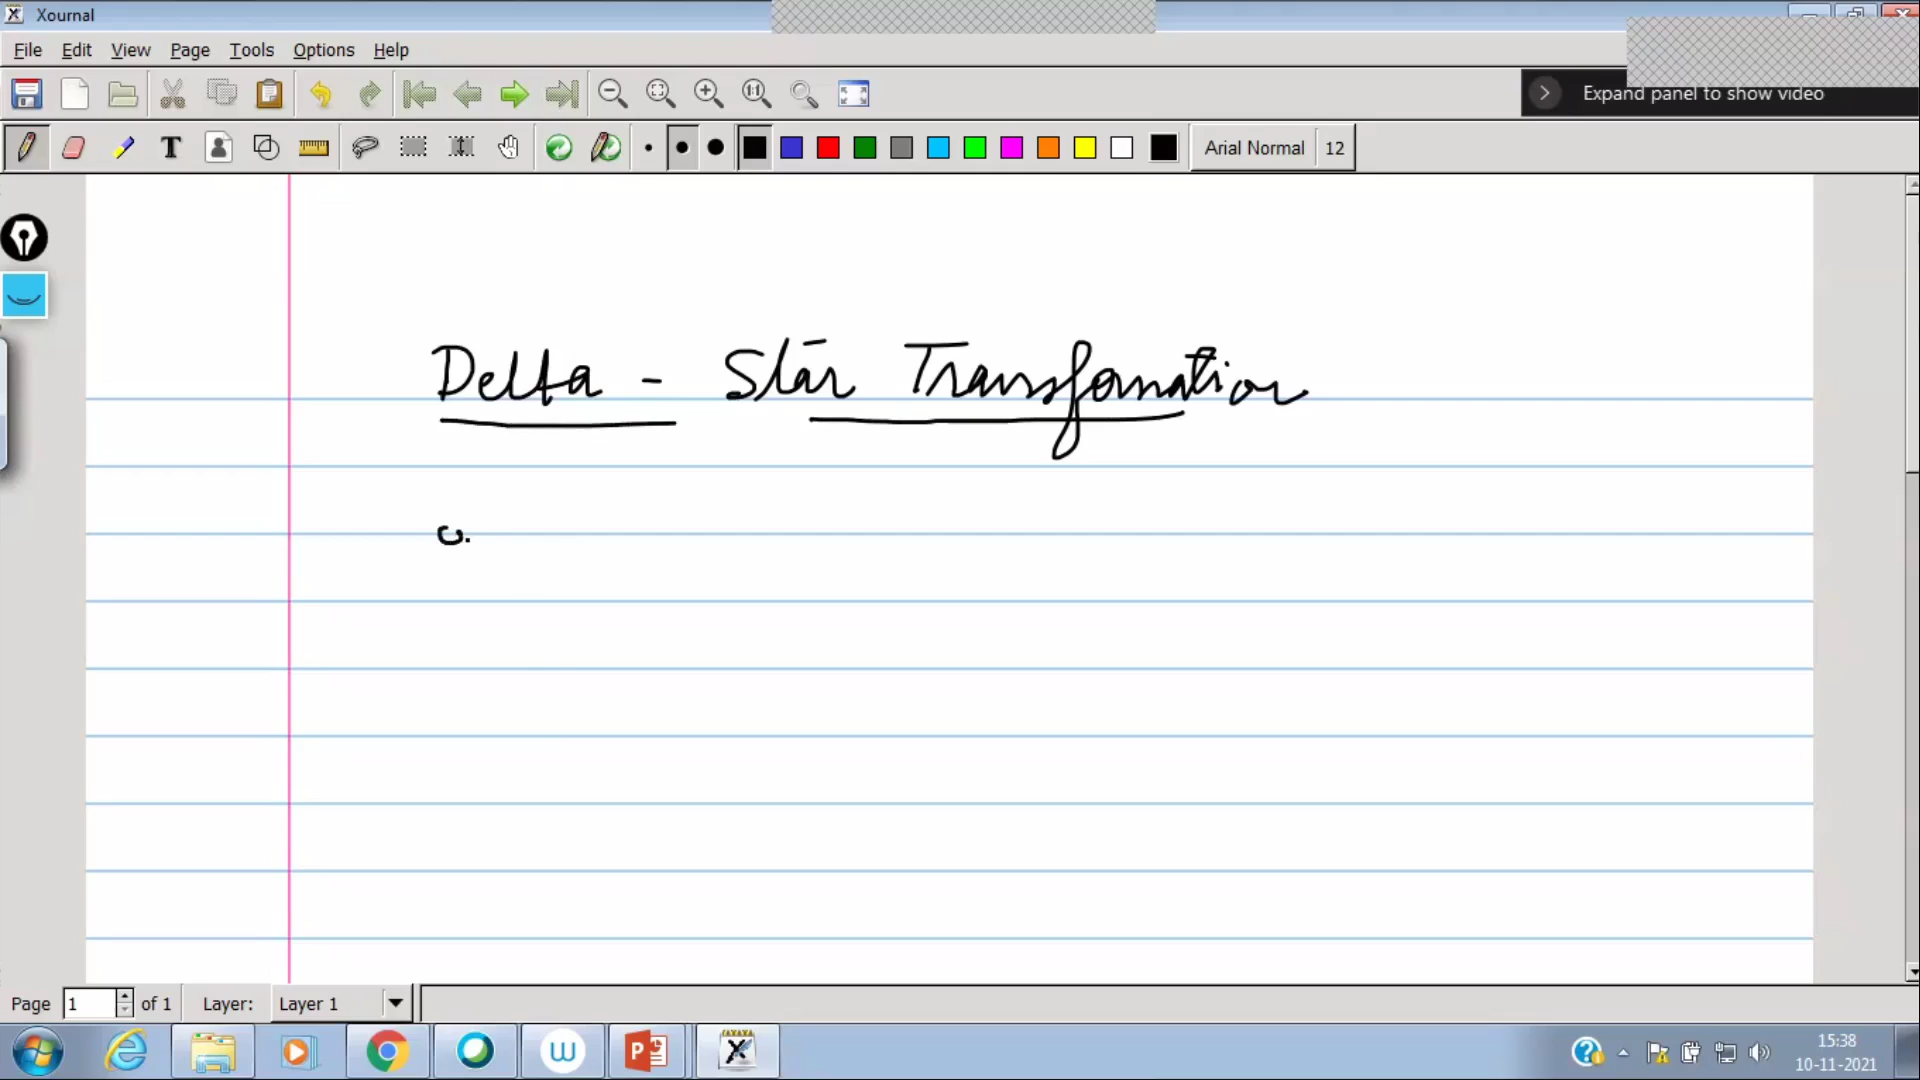 Xournal
File Edit View Page Tools Options Help
Expand panel to show video
T Arial Normal 12
Delta - Star Transformation
Page 1 of 1 Layer: Layer 1
15:38
10-11-2021